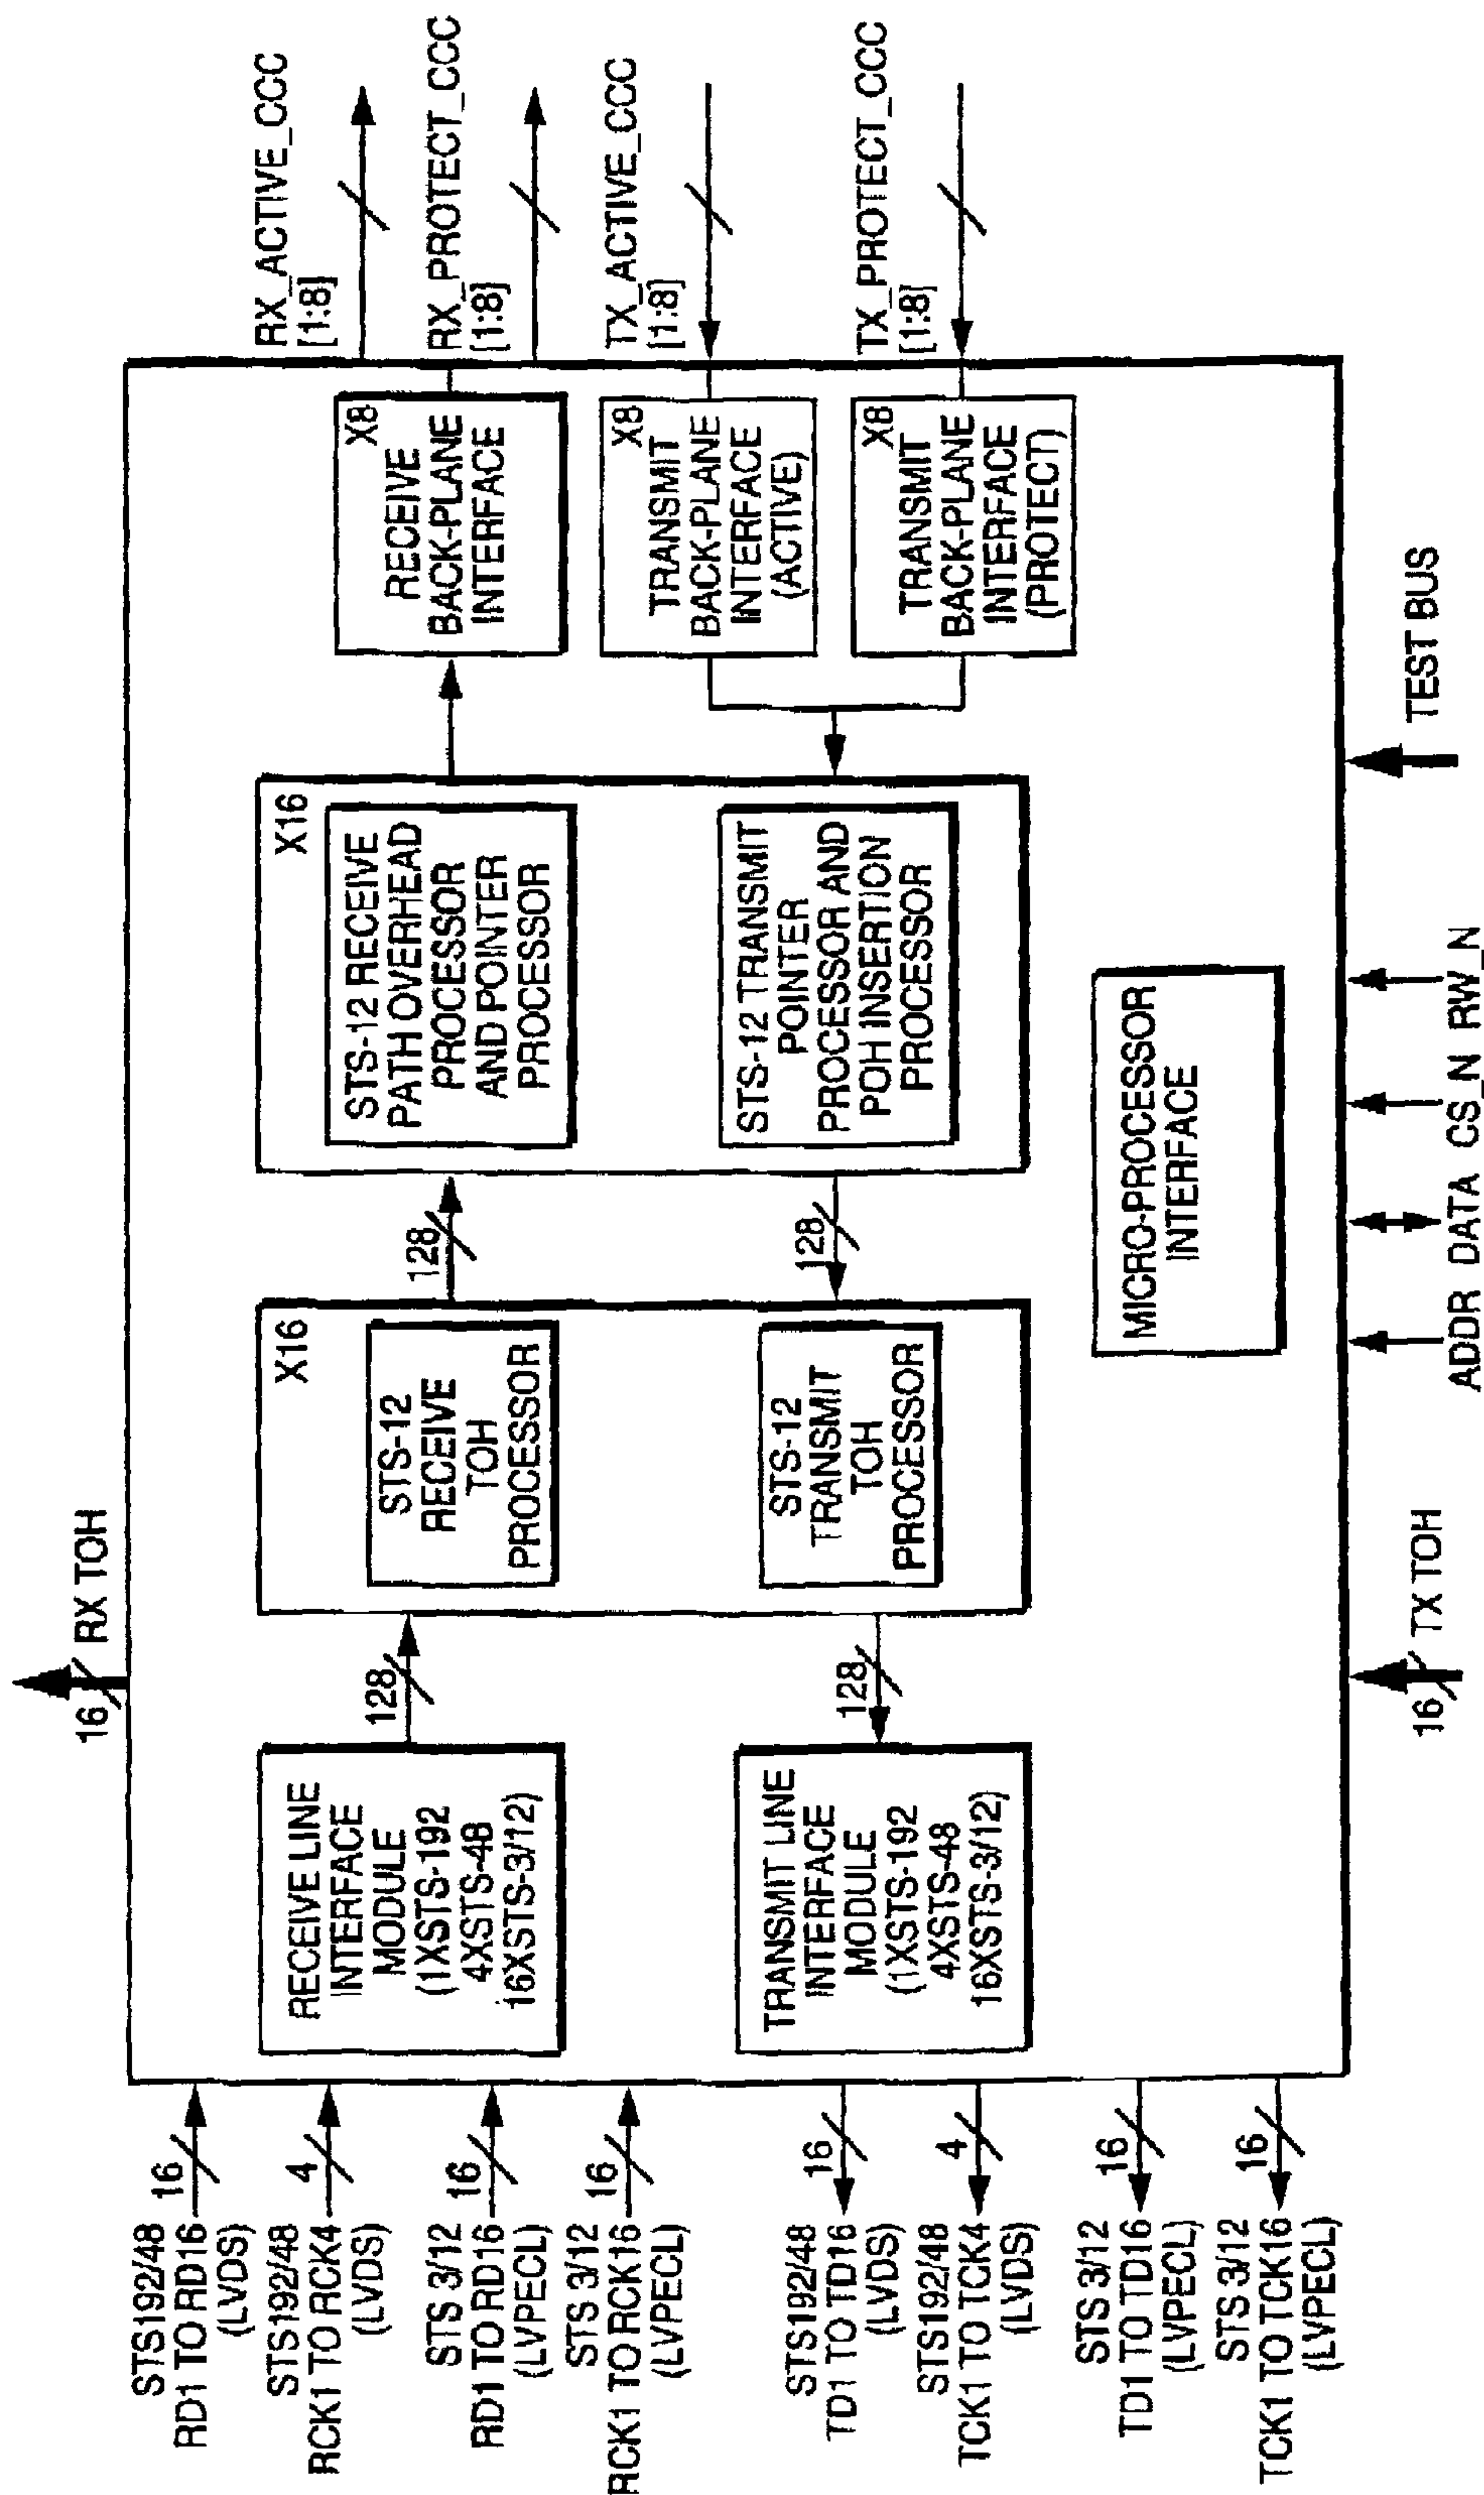 16
RX TOH
STS192/48
RD1 TO RD16
(LVDS)
16
STS192/48
RCK1 TO RCK4
(LVDS)
4
STS 3/12
RD1 TO RD16
(LVPECL)
16
STS 3/12
RCK1 TO RCK16
(LVPECL)
16
STS192/48
TD1 TO TD16
(LVDS)
16
STS192/48
TCK1 TO TCK4
(LVDS)
4
STS 3/12
TD1 TO TD16
(LVPECL)
16
STS 3/12
TCK1 TO TCK16
(LVPECL)
16
RECEIVE LINE
INTERFACE
MODULE
(1XSTS-192
4XSTS-48
16XSTS-3/12)
128
TRANSMIT LINE
INTERFACE
MODULE
(1XSTS-192
4XSTS-48
16XSTS-3/12)
128
X16
STS-12
RECEIVE
TOH
PROCESSOR
STS-12
TRANSMIT
TOH
PROCESSOR
128
128
X16
STS-12 RECEIVE
PATH OVERHEAD
PROCESSOR
AND POINTER
PROCESSOR
STS-12 TRANSMIT
POINTER
PROCESSOR AND
POH INSERTION
PROCESSOR
X8
RECEIVE
BACK-PLANE
INTERFACE
X8
TRANSMIT
BACK-PLANE
INTERFACE
(ACTIVE)
X8
TRANSMIT
BACK-PLANE
INTERFACE
(PROTECT)
MICRO-PROCESSOR
INTERFACE
RX_ACTIVE_CCC
[1:8]
RX_PROTECT_CCC
[1:8]
TX_ACTIVE_CCC
[1:8]
TX_PROTECT_CCC
[1:8]
16
TX TOH
ADDR DATA CS_N RW_N
TEST BUS